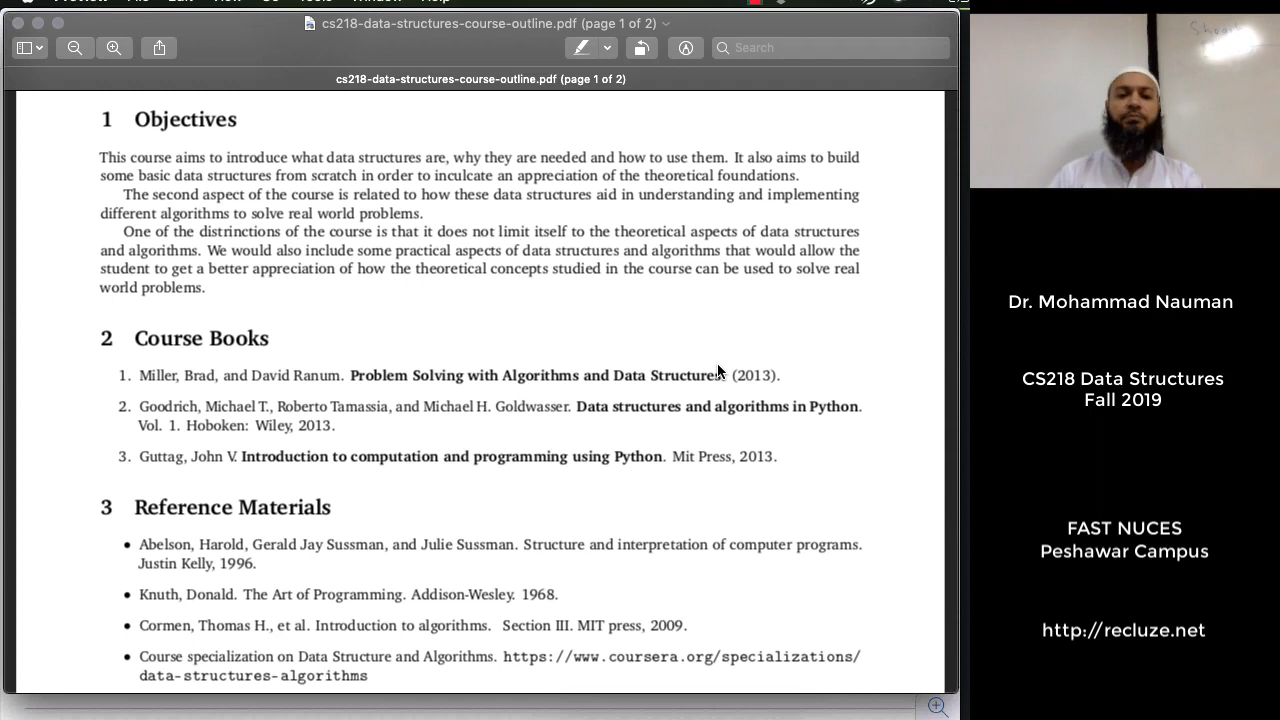 cs218-data-structures-course-outline.pdf (page 1 of 2)
Search
cs218-data-structures-course-outline.pdf (page 1 of 2)
1 Objectives
This course aims to introduce what data structures are, why they are needed and how to use them. It also aims to build
some basic data structures from scratch in order to inculcate an appreciation of the theoretical foundations.
The second aspect of the course is related to how these data structures aid in understanding and implementing
different algorithms to solve real world problems.
One of the distrinctions of the course is that it does not limit itself to the theoretical aspects of data structures
and algorithms. We would also include some practical aspects of data structures and algorithms that would allow the
student to get a better appreciation of how the theoretical concepts studied in the course can be used to solve real
world problems.
2 Course Books
1. Miller, Brad, and David Ranum. Problem Solving with Algorithms and Data Structures. (2013).
2. Goodrich, Michael T., Roberto Tamassia, and Michael H. Goldwasser. Data structures and algorithms in Python.
Vol. 1. Hoboken: Wiley, 2013.
3. Guttag, John V. Introduction to computation and programming using Python. Mit Press, 2013.
3 Reference Materials
• Abelson, Harold, Gerald Jay Sussman, and Julie Sussman. Structure and interpretation of computer programs.
Justin Kelly, 1996.
• Knuth, Donald. The Art of Programming. Addison-Wesley. 1968.
• Cormen, Thomas H., et al. Introduction to algorithms. Section III. MIT press, 2009.
• Course specialization on Data Structure and Algorithms. https://www.coursera.org/specializations/
data-structures-algorithms
Dr. Mohammad Nauman
CS218 Data Structures
Fall 2019
FAST NUCES
Peshawar Campus
http://recluze.net